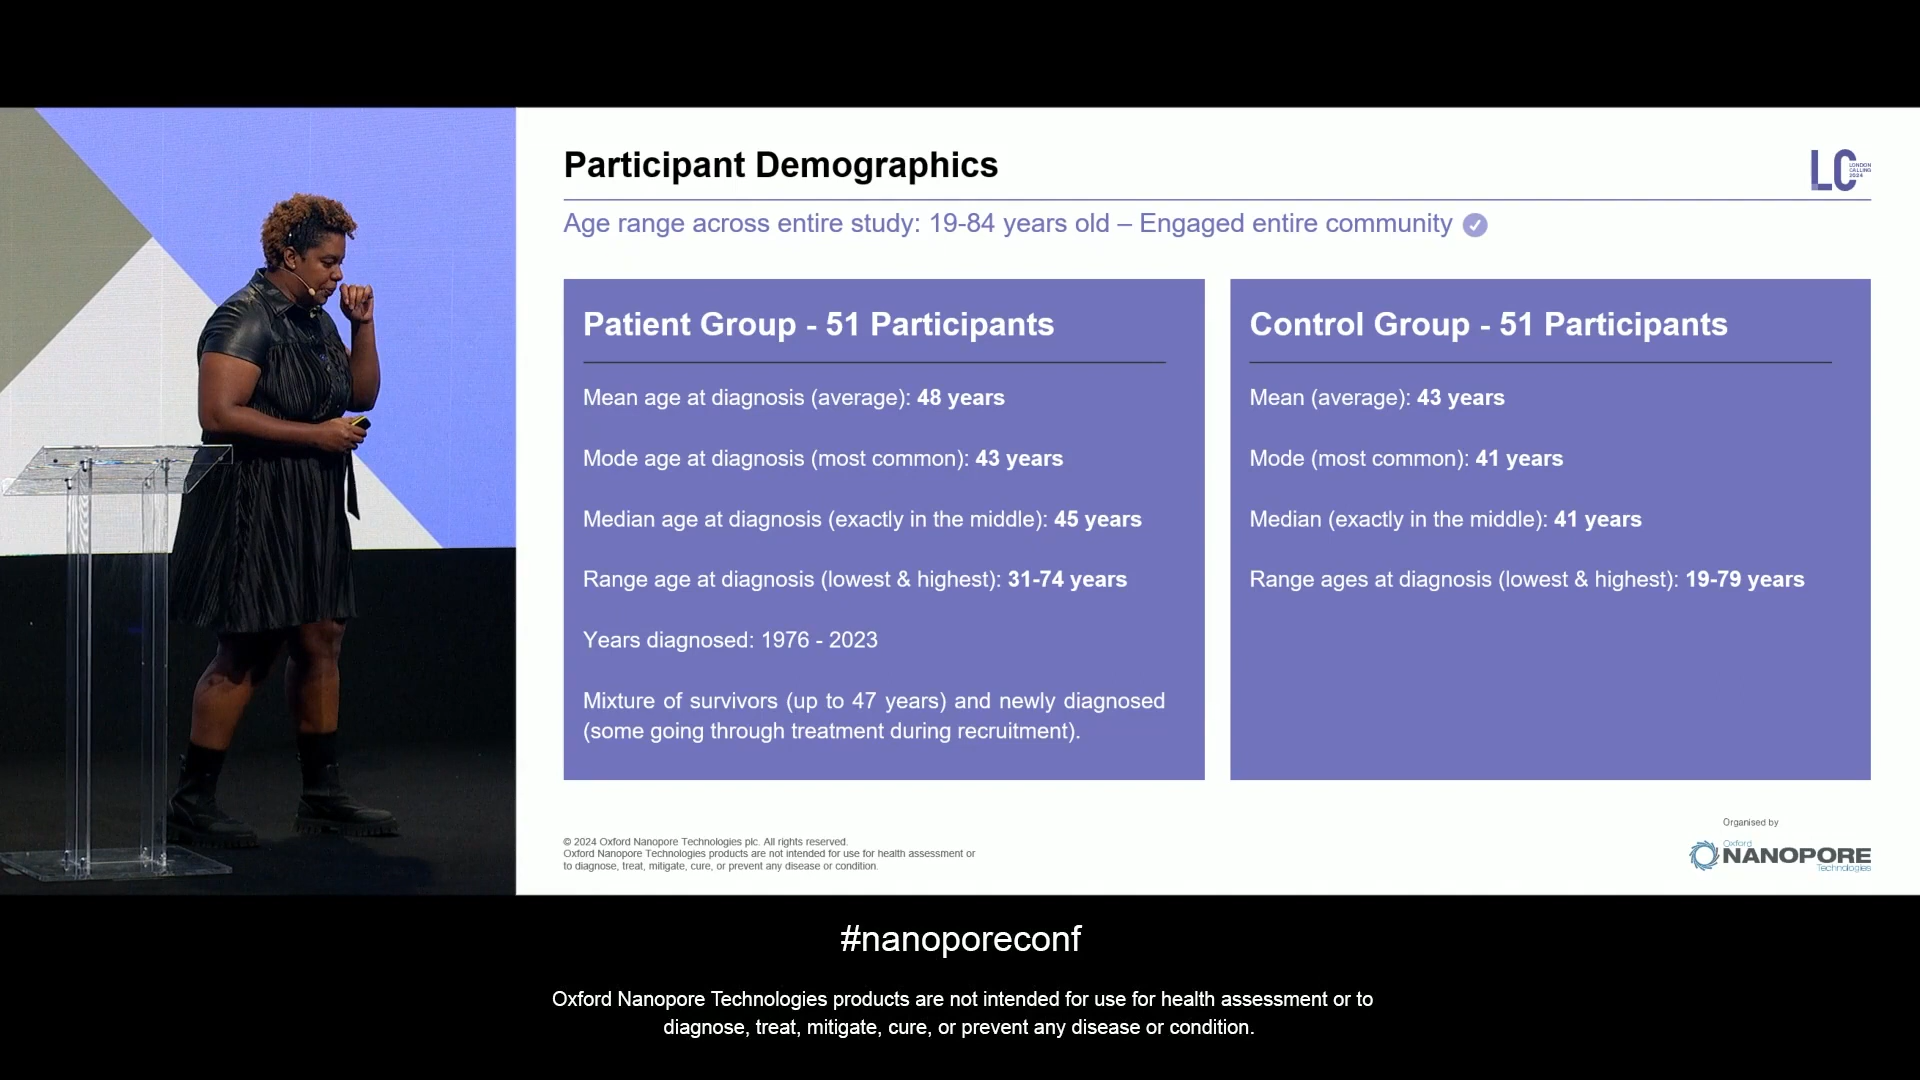 Participant Demographics
LC
LONDON
CALLING
2024
Age range across entire study: 19-84 years old – Engaged entire community
Patient Group - 51 Participants
Mean age at diagnosis (average): 48 years
Mode age at diagnosis (most common): 43 years
Median age at diagnosis (exactly in the middle): 45 years
Range age at diagnosis (lowest & highest): 31-74 years
Years diagnosed: 1976 - 2023
Mixture of survivors (up to 47 years) and newly diagnosed
(some going through treatment during recruitment).
Control Group - 51 Participants
Mean (average): 43 years
Mode (most common): 41 years
Median (exactly in the middle): 41 years
Range ages at diagnosis (lowest & highest): 19-79 years
© 2024 Oxford Nanopore Technologies plc. All rights reserved.
Oxford Nanopore Technologies products are not intended for use for health assessment or
to diagnose, treat, mitigate, cure, or prevent any disease or condition.
Organised by
Oxford
NANOPORE
Technologies
#nanoporeconf
Oxford Nanopore Technologies products are not intended for use for health assessment or to
diagnose, treat, mitigate, cure, or prevent any disease or condition.